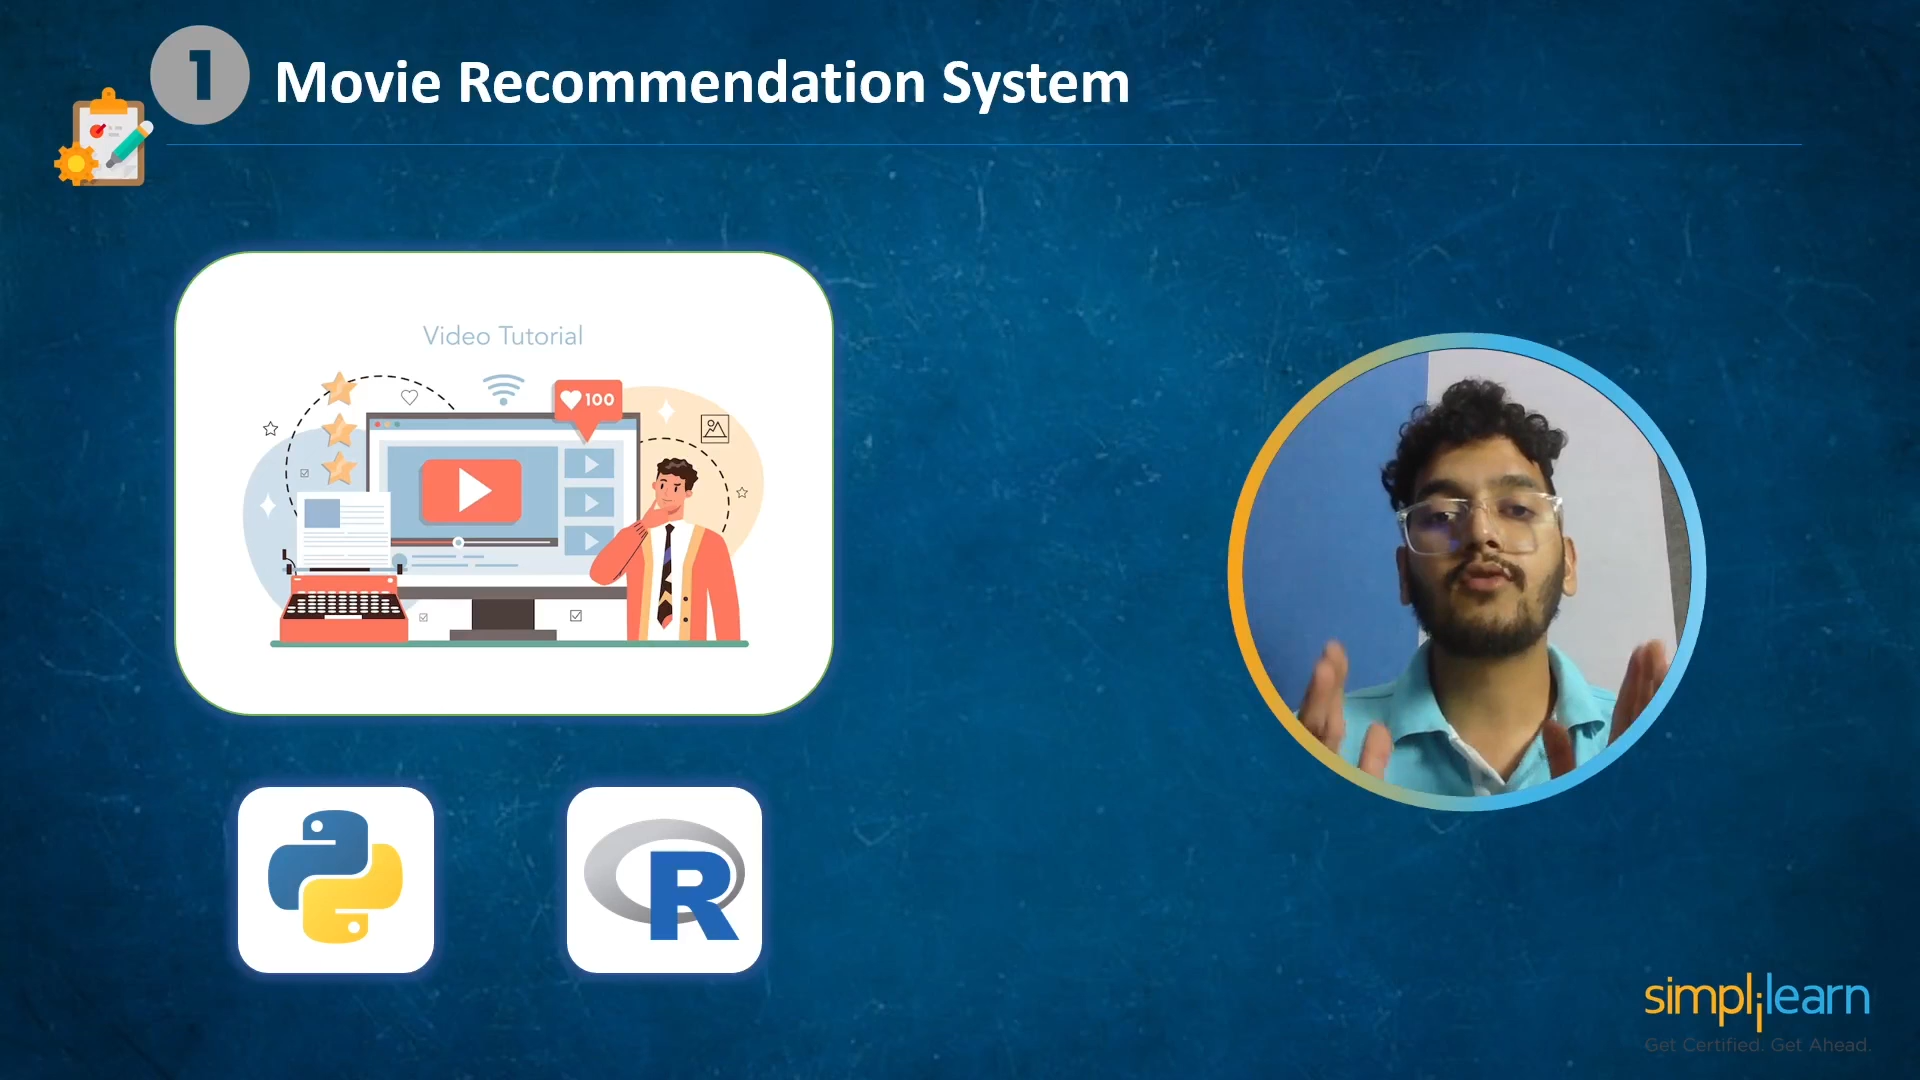 1
Movie Recommendation System
Video Tutorial
100
R
simplilearn
Get Certified. Get Ahead.